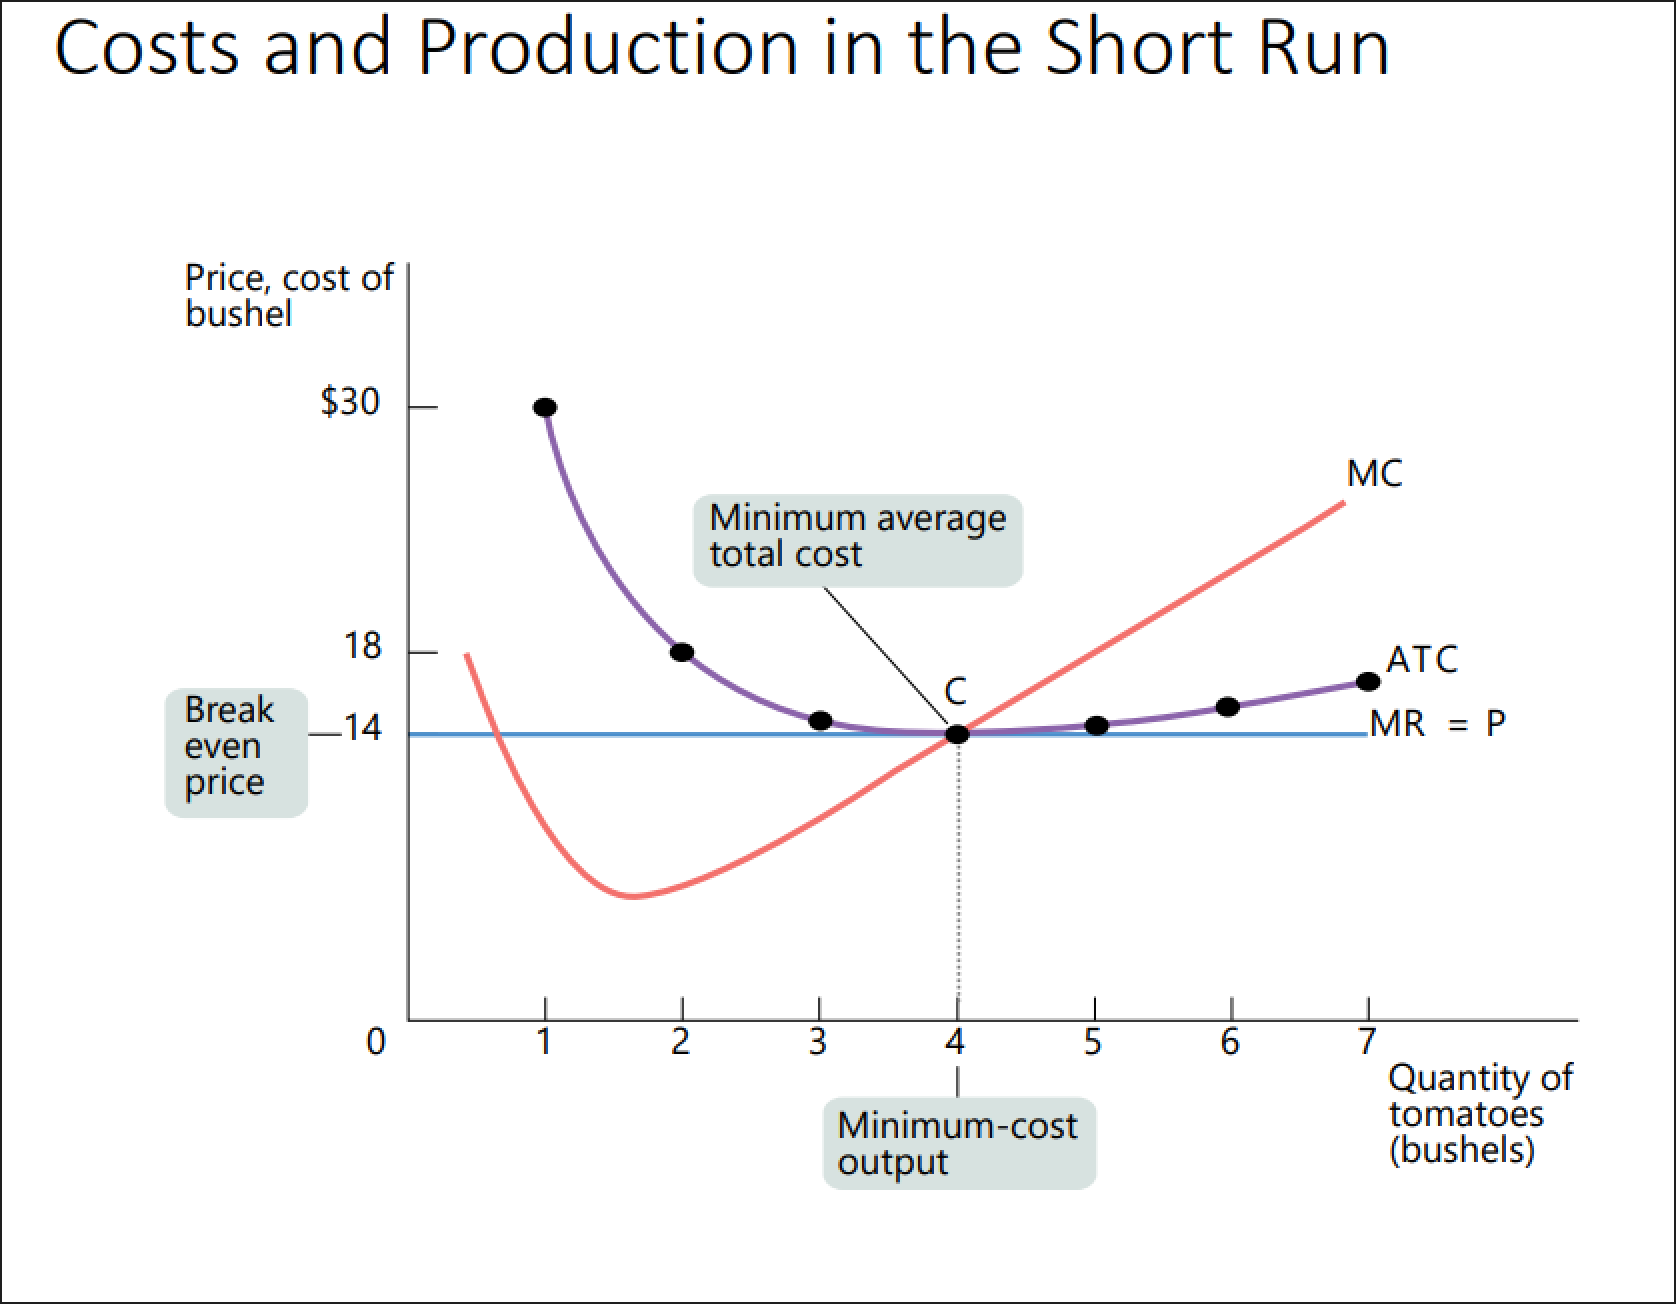 Costs and Production in the Short Run
Price, cost of
bushel
$30
MC
Minimum average
total cost
18
C
ATC
Break
even
price
14
MR = P
0
1
2
3
4
5
6
7
Quantity of
tomatoes
(bushels)
Minimum-cost
output